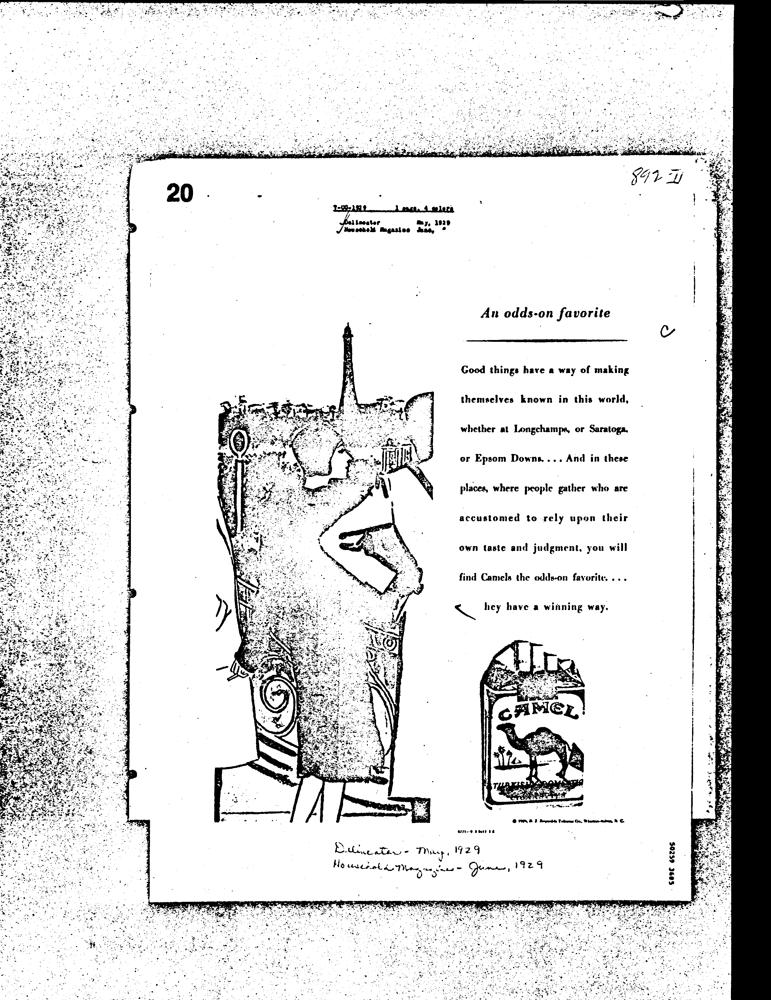 892 II
20
7-OC-1929 1 page, 4 colors
Delineator May, 1929
Household Magazine June, "
An odds-on favorite
C
Good things have a way of making
themselves known in this world,
whether at Longchamps, or Saratoga,
or Epsom Downs. . . . And in these
places, where people gather who are
accustomed to rely upon their
own taste and judgment, you will
find Camels the odds-on favorite. . . .
hey have a winning way.
CAMEL
TURKISH & DOMESTIC
© 1929, R. J. Reynolds Tobacco Co., Winston-Salem, N. C.
Delineator - May, 1929
Household Magazine - June, 1929
50259 3605